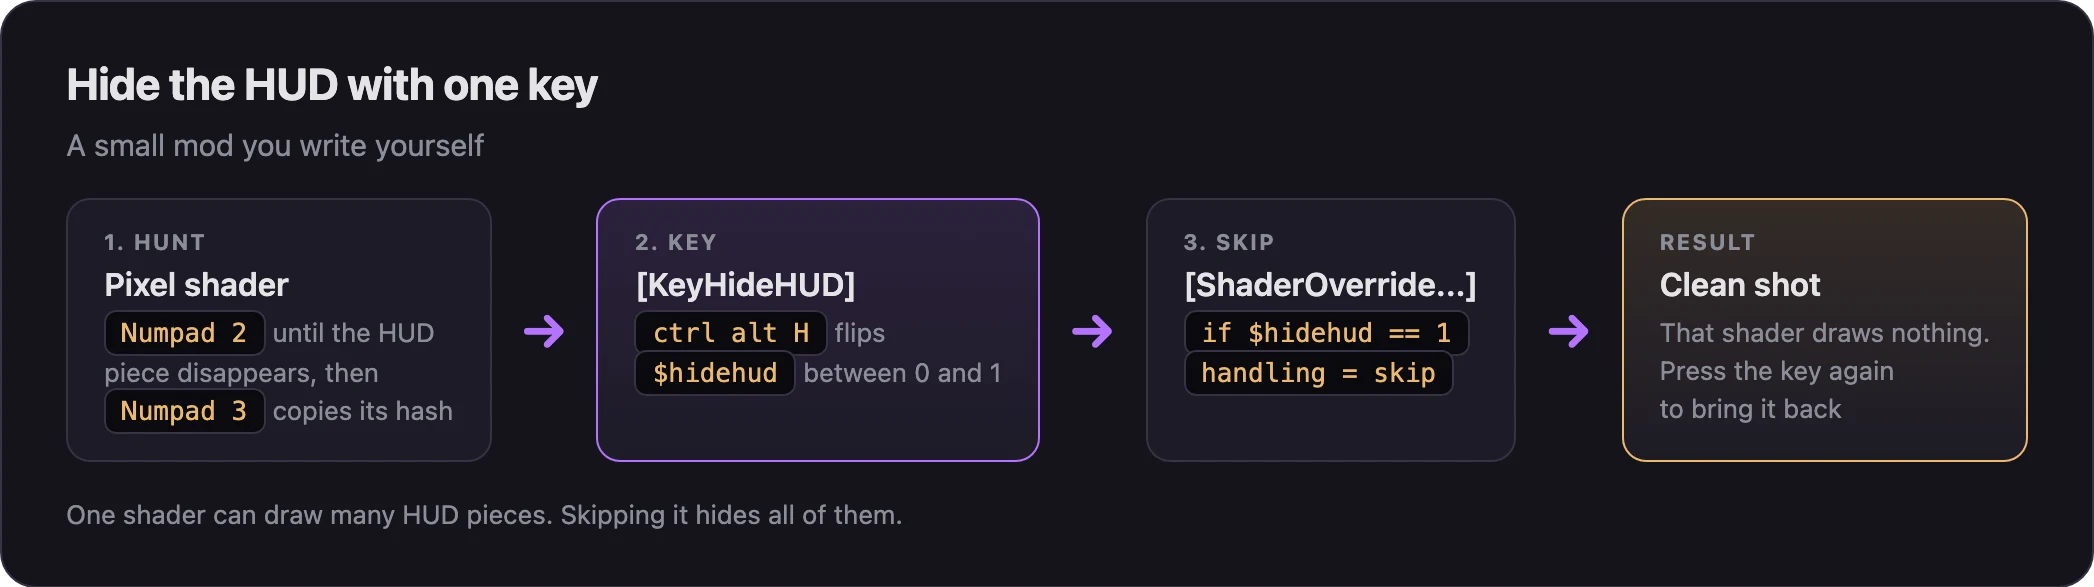 Hide the HUD with one key
A small mod you write yourself
1. HUNT
Pixel shader
Numpad 2 until the HUD
piece disappears, then
Numpad 3 copies its hash
2. KEY
[KeyHideHUD]
ctrl alt H flips
$hidehud between 0 and 1
3. SKIP
[ShaderOverride...]
if $hidehud == 1
handling = skip
RESULT
Clean shot
That shader draws nothing.
Press the key again
to bring it back
One shader can draw many HUD pieces. Skipping it hides all of them.